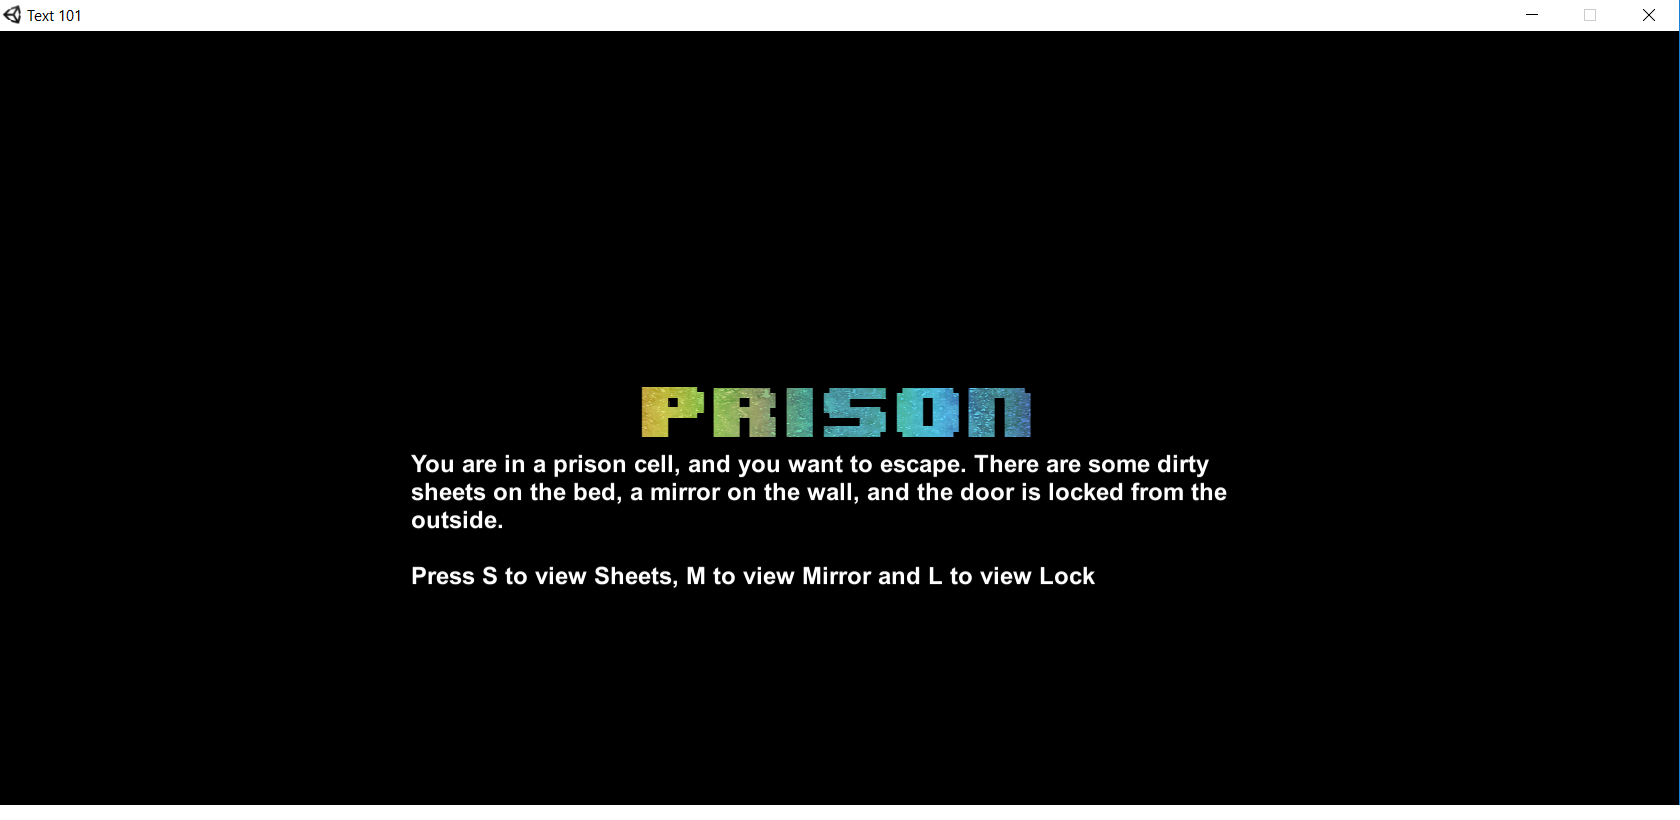 Text 101
PRISON
You are in a prison cell, and you want to escape. There are some dirty
sheets on the bed, a mirror on the wall, and the door is locked from the
outside.
Press S to view Sheets, M to view Mirror and L to view Lock